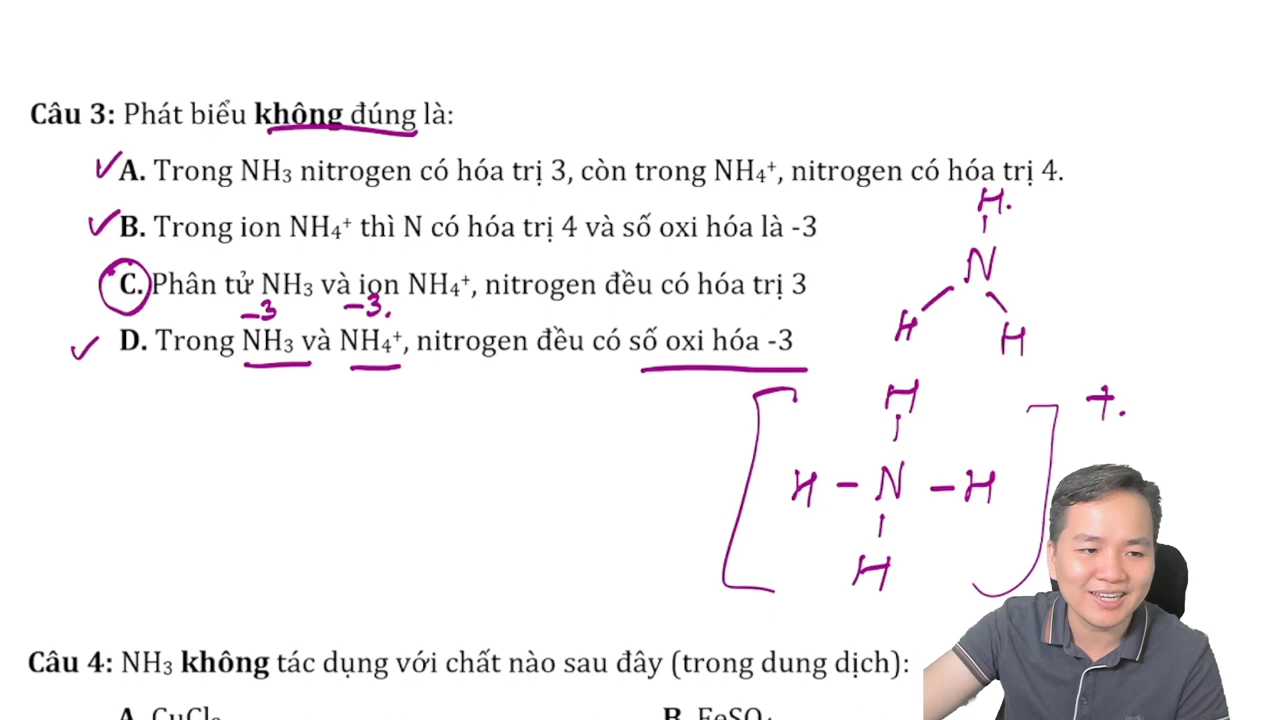 Câu 3: Phát biểu không đúng là:
✓A. Trong NH₃ nitrogen có hóa trị 3, còn trong NH₄⁺, nitrogen có hóa trị 4.
✓B. Trong ion NH₄⁺ thì N có hóa trị 4 và số oxi hóa là -3
C. Phân tử NH₃ và ion NH₄⁺, nitrogen đều có hóa trị 3
-3 -3.
✓ D. Trong NH₃ và NH₄⁺, nitrogen đều có số oxi hóa -3
H.
N
H H
H +.
H - N - H
H
Câu 4: NH₃ không tác dụng với chất nào sau đây (trong dung dịch):
A. CuCl₂ B. FeSO₄